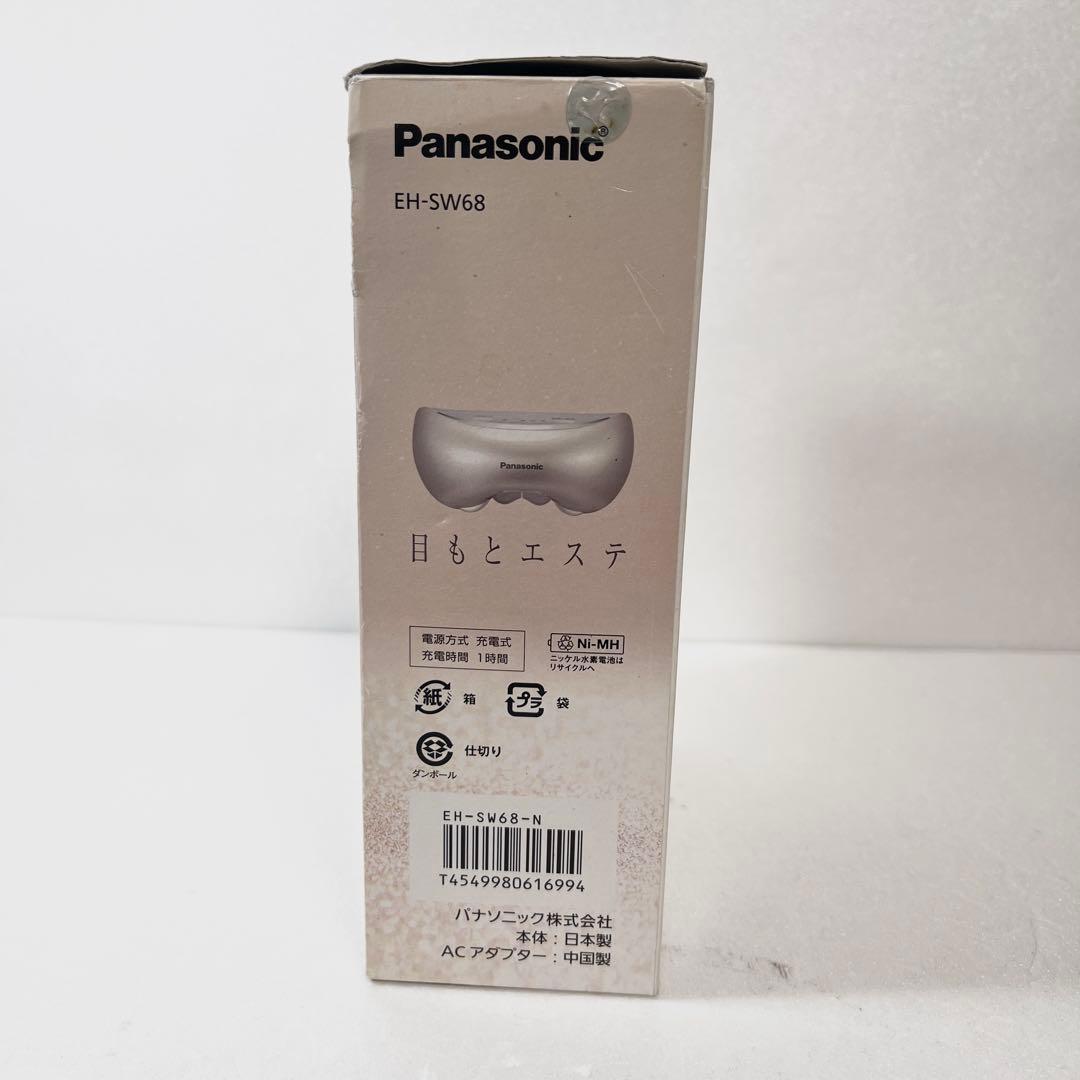 Panasonic®
EH-SW68
Panasonic
目もとエステ
電源方式 充電式
充電時間 1時間
Ni-MH
ニッケル水素電池は
リサイクルへ
紙 箱
プラ 袋
仕切り
ダンボール
EH-SW68-N
T4549980616994
パナソニック株式会社
本体：日本製
ACアダプター：中国製